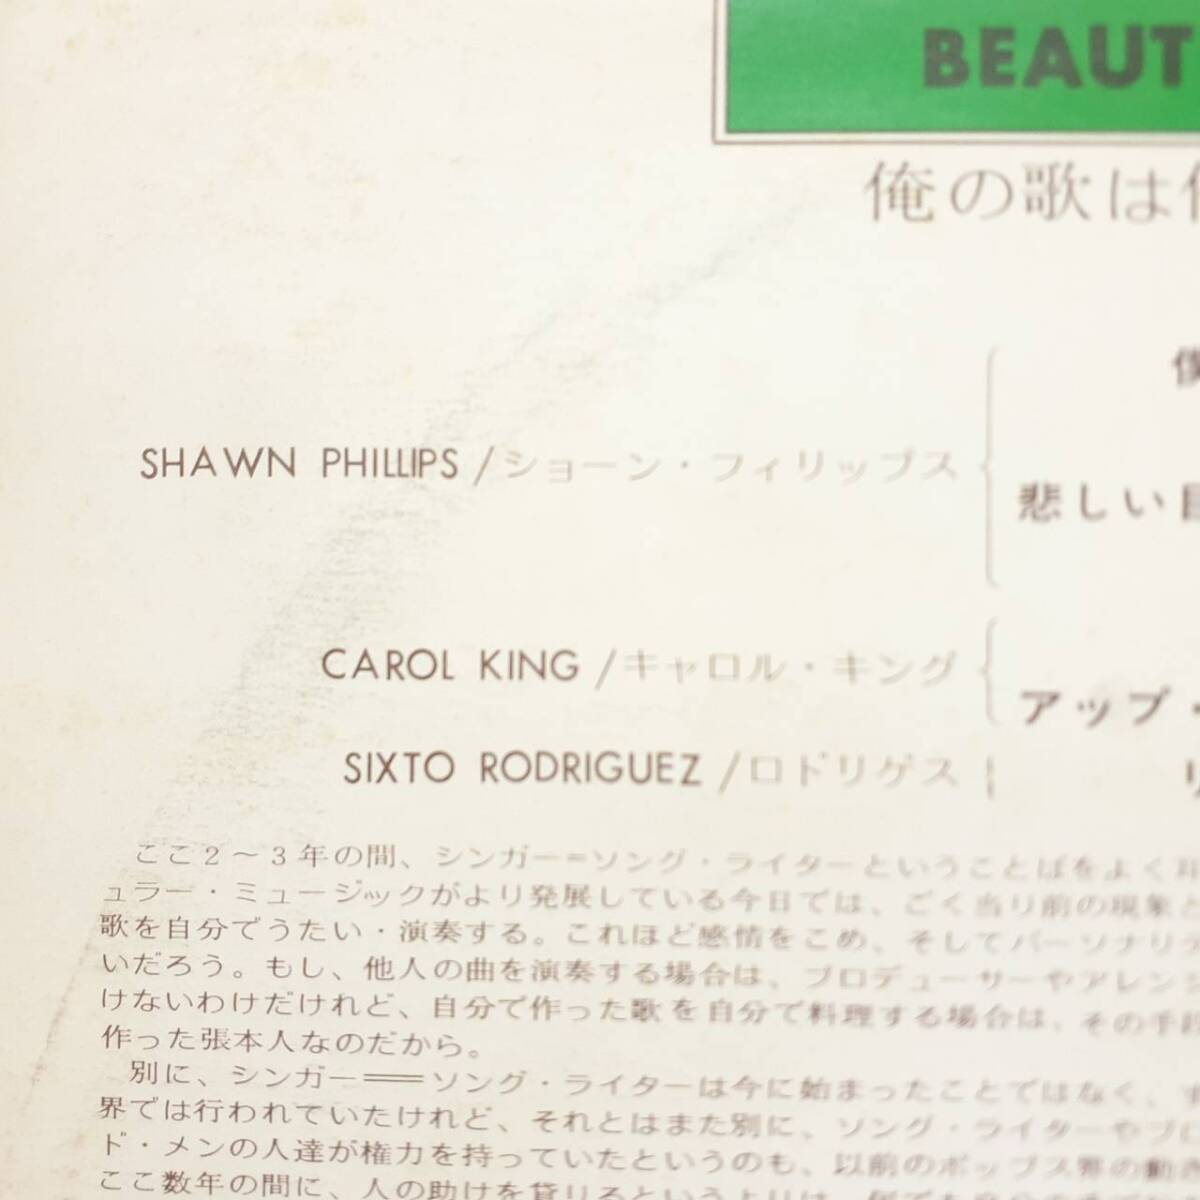 BEAUT
俺の歌は
僕
SHAWN PHILLIPS /ショーン・フィリップス
悲しい目
CAROL KING /キャロル・キング
アップ・
SIXTO RODRIGUEZ /ロドリゲス
リ
ここ2～3年の間、シンガー=ソング・ライターということばをよく耳
ュラー・ミュージックがより発展している今日では、ごく当り前の現象と
歌を自分でうたい・演奏する。これほど感情をこめ、そしてパーソナリテ
いだろう。もし、他人の曲を演奏する場合は、プロデューサーやアレンジ
けないわけだけれど、自分で作った歌を自分で料理する場合は、その手段
作った張本人なのだから。
別に、シンガー=ソング・ライターは今に始まったことではなく、す
界では行われていたけれど、それとはまた別に、ソング・ライターやプロ
ド・メンの人達が権力を持っていたというのも、以前のポップス界の動き
ここ数年の間に、人の助けを貸りるというよりは、何でも